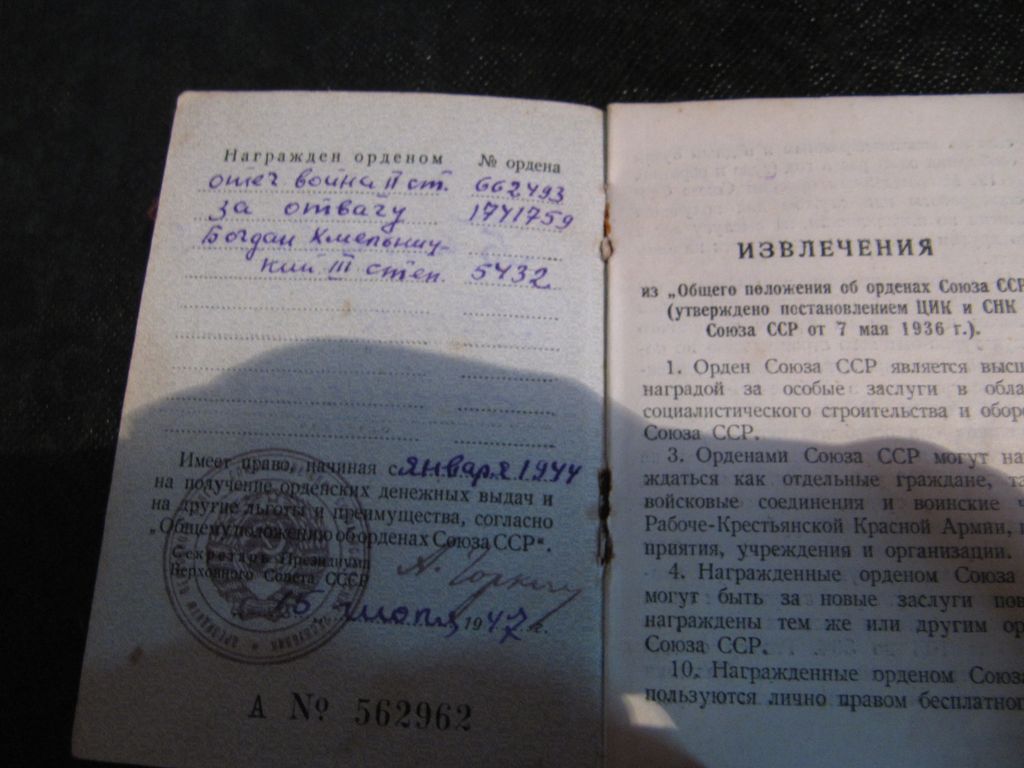 Награжден орденом № ордена
отеч война II ст. 662493
за отвагу 1741759
Богдан Хмельниц-
кий III степ. 5432
Имеет право, начиная с января 1944
на получение орденских денежных выдач и
на другие льготы и преимущества, согласно
„Общему положению об орденах Союза ССР“.
Секретарь Президиума
Верховного Совета СССР А. Горкин
15 июля 1947 г.
А № 562962
ИЗВЛЕЧЕНИЯ
из „Общего положения об орденах Союза ССР
(утверждено постановлением ЦИК и СНК
Союза ССР от 7 мая 1936 г.).
1. Орден Союза ССР является высш
наградой за особые заслуги в обла
социалистического строительства и оборо
Союза ССР.
3. Орденами Союза ССР могут на
ждаться как отдельные граждане, та
войсковые соединения и воинские ч
Рабоче-Крестьянской Красной Армии,
приятия, учреждения и организации.
4. Награжденные орденом Союза
могут быть за новые заслуги пов
награждены тем же или другим ор
Союза ССР.
10. Награжденные орденом Союза
пользуются лично правом бесплатног